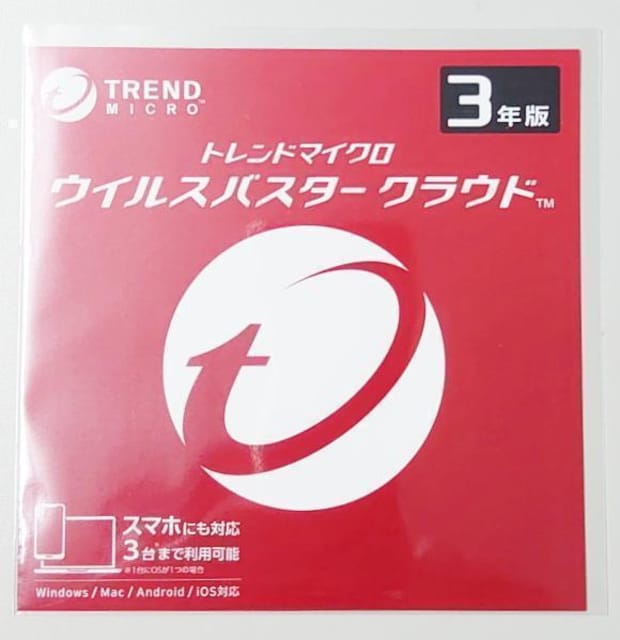 TREND
MICRO™
3年版
トレンドマイクロ
ウイルスバスター クラウド™
スマホにも対応
3台まで利用可能
※1台にOSが1つの場合
Windows / Mac / Android / iOS対応